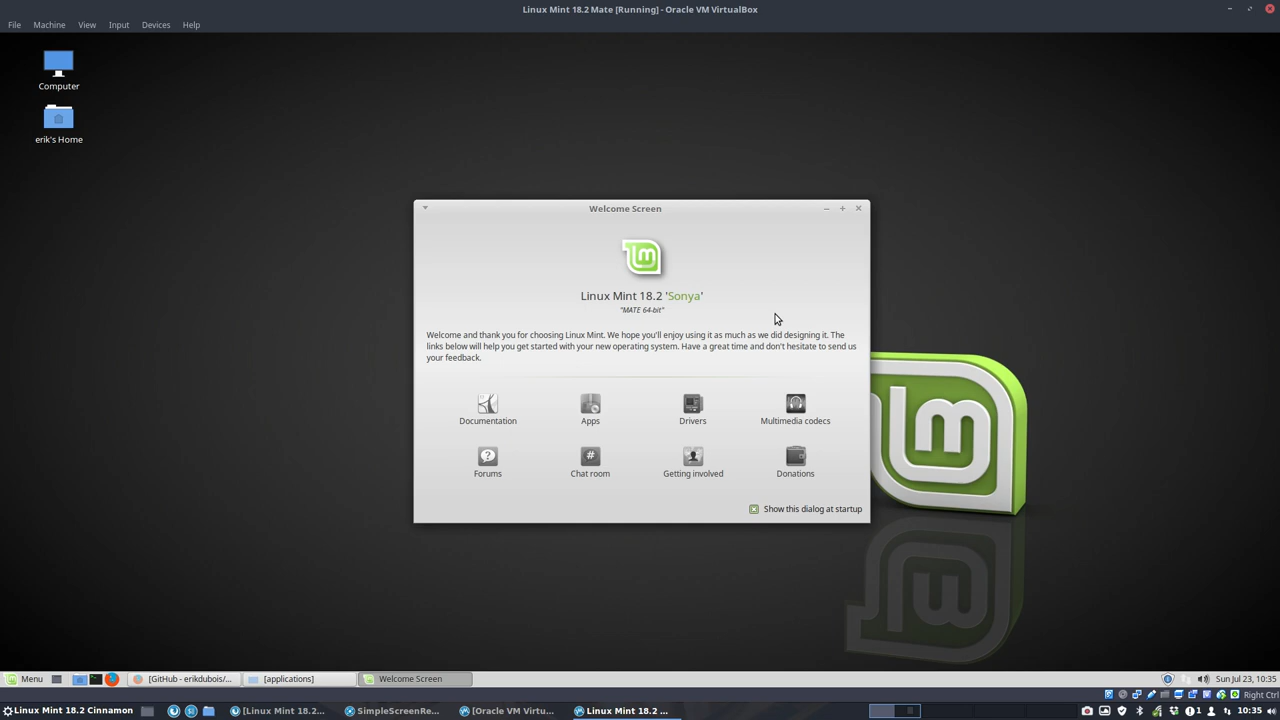 Linux Mint 18.2 Mate [Running] - Oracle VM VirtualBox
File Machine View Input Devices Help
Computer
erik's Home
Welcome Screen
Linux Mint 18.2 'Sonya'
"MATE 64-bit"
Welcome and thank you for choosing Linux Mint. We hope you'll enjoy using it as much as we did designing it. The
links below will help you get started with your new operating system. Have a great time and don't hesitate to send us
your feedback.
Documentation Apps Drivers Multimedia codecs
Forums Chat room Getting involved Donations
Show this dialog at startup
Menu [GitHub - erikdubois/... [applications] Welcome Screen Sun Jul 23, 10:35
Right Ctrl
Linux Mint 18.2 Cinnamon [Linux Mint 18.2... SimpleScreenRe... [Oracle VM Virtu... Linux Mint 18.2 ... 1 10:35